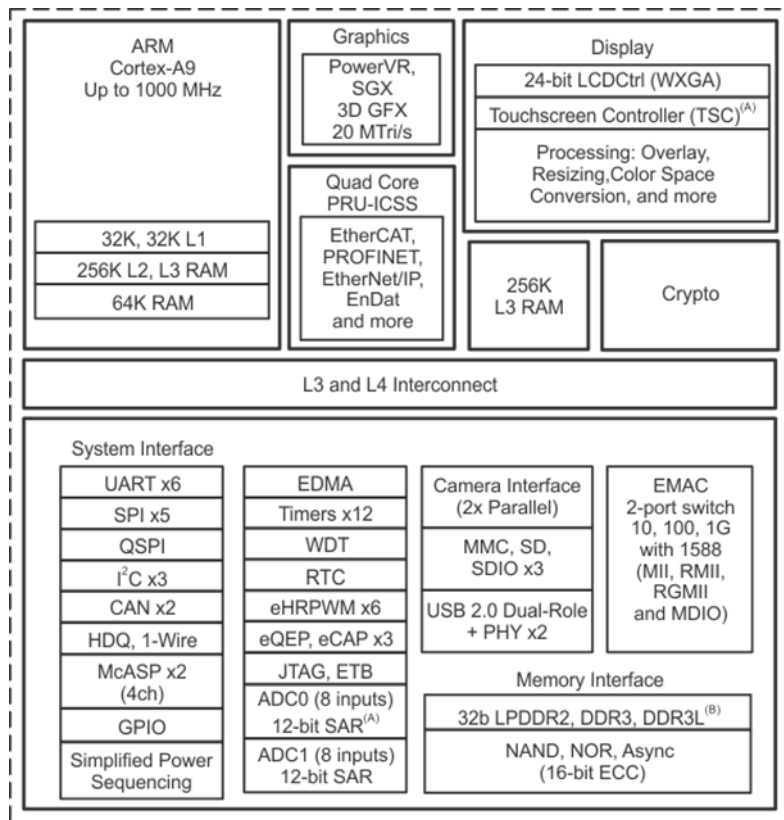 ARM
Cortex-A9
Up to 1000 MHz
32K, 32K L1
256K L2, L3 RAM
64K RAM
Graphics
PowerVR,
SGX
3D GFX
20 MTri/s
Quad Core
PRU-ICSS
EtherCAT,
PROFINET,
EtherNet/IP,
EnDat
and more
Display
24-bit LCDCtrl (WXGA)
Touchscreen Controller (TSC)(A)
Processing: Overlay,
Resizing,Color Space
Conversion, and more
256K
L3 RAM
Crypto
L3 and L4 Interconnect
System Interface
UART x6
SPI x5
QSPI
I2C x3
CAN x2
HDQ, 1-Wire
McASP x2
(4ch)
GPIO
Simplified Power
Sequencing
EDMA
Timers x12
WDT
RTC
eHRPWM x6
eQEP, eCAP x3
JTAG, ETB
ADC0 (8 inputs)
12-bit SAR(A)
ADC1 (8 inputs)
12-bit SAR
Camera Interface
(2x Parallel)
MMC, SD,
SDIO x3
USB 2.0 Dual-Role
+ PHY x2
EMAC
2-port switch
10, 100, 1G
with 1588
(MII, RMII,
RGMII
and MDIO)
Memory Interface
32b LPDDR2, DDR3, DDR3L(B)
NAND, NOR, Async
(16-bit ECC)